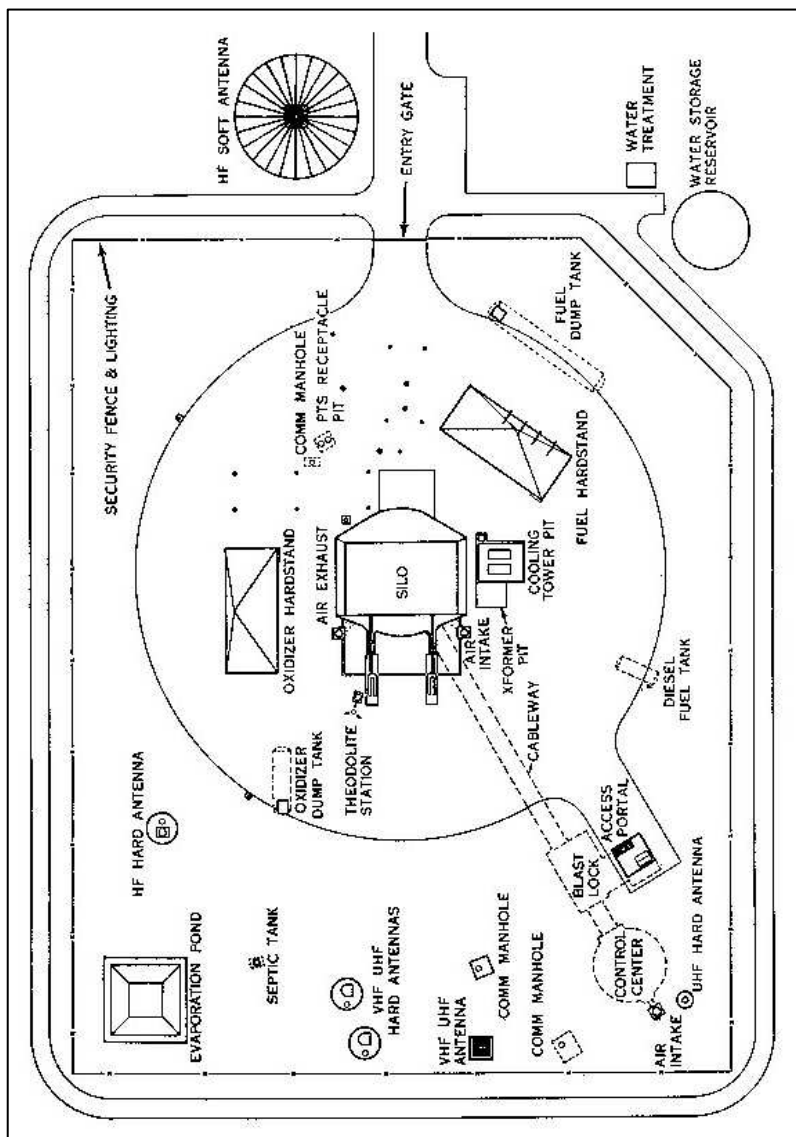 HF SOFT ANTENNA
ENTRY GATE
WATER
TREATMENT
WATER STORAGE
RESERVOIR
SECURITY FENCE & LIGHTING
COMM MANHOLE
PTS RECEPTACLE
PIT
FUEL
DUMP TANK
FUEL HARDSTAND
OXIDIZER HARDSTAND
AIR EXHAUST
SILO
COOLING
TOWER PIT
AIR
INTAKE
XFORMER
PIT
DIESEL
FUEL TANK
THEODOLITE
STATION
CABLEWAY
OXIDIZER
DUMP TANK
HF HARD ANTENNA
ACCESS
PORTAL
BLAST
LOCK
EVAPORATION POND
SEPTIC TANK
VHF UHF
HARD ANTENNAS
COMM MANHOLE
VHF UHF
ANTENNA
COMM MANHOLE
CONTROL
CENTER
UHF HARD ANTENNA
AIR
INTAKE